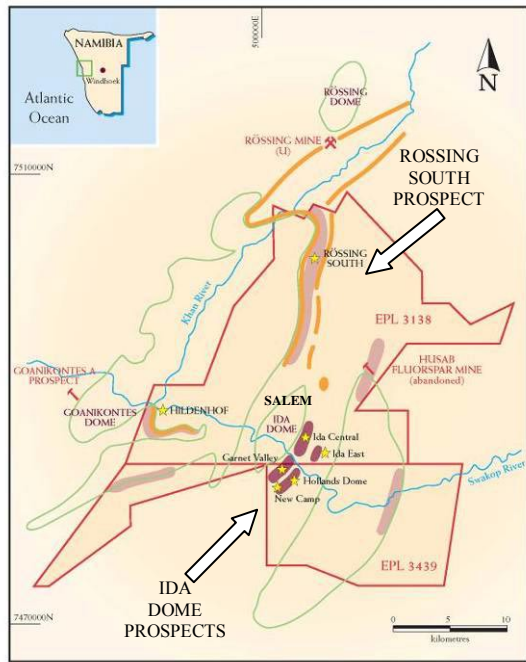 NAMIBIA
Windhoek
Atlantic
Ocean
500000E
N
RÖSSING
DOME
RÖSSING MINE
(U)
7510000N
ROSSING
SOUTH
PROSPECT
RÖSSING
SOUTH
Khan River
EPL 3138
GOANIKONTES A
PROSPECT
HUSAB
FLUORSPAR MINE
(abandoned)
SALEM
GOANIKONTES
DOME
HILDENHOF
IDA
DOME
Ida Central
Garnet Valley
Ida East
Swakop River
Hollands Dome
New Camp
EPL 3439
IDA
DOME
PROSPECTS
7470000N
0 5 10
kilometres